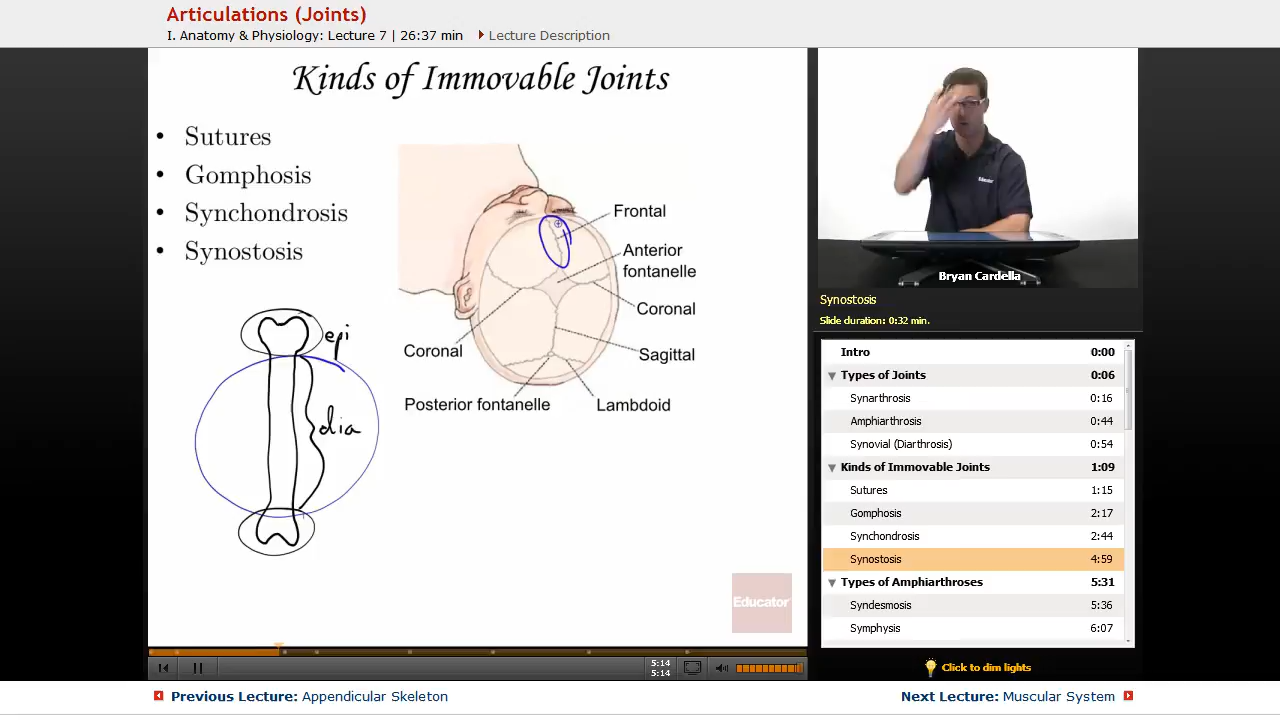 Articulations (Joints)
I. Anatomy & Physiology: Lecture 7 | 26:37 min
Lecture Description
Kinds of Immovable Joints
• Sutures
• Gomphosis
• Synchondrosis
• Synostosis
epi
dia
Frontal
Anterior
fontanelle
Coronal
Sagittal
Coronal
Posterior fontanelle
Lambdoid
Educator
Bryan Cardella
Synostosis
Slide duration: 0:32 min.
Intro 0:00
Types of Joints 0:06
Synarthrosis 0:16
Amphiarthrosis 0:44
Synovial (Diarthrosis) 0:54
Kinds of Immovable Joints 1:09
Sutures 1:15
Gomphosis 2:17
Synchondrosis 2:44
Synostosis 4:59
Types of Amphiarthroses 5:31
Syndesmosis 5:36
Symphysis 6:07
5:14
5:14
Click to dim lights
Previous Lecture: Appendicular Skeleton
Next Lecture: Muscular System